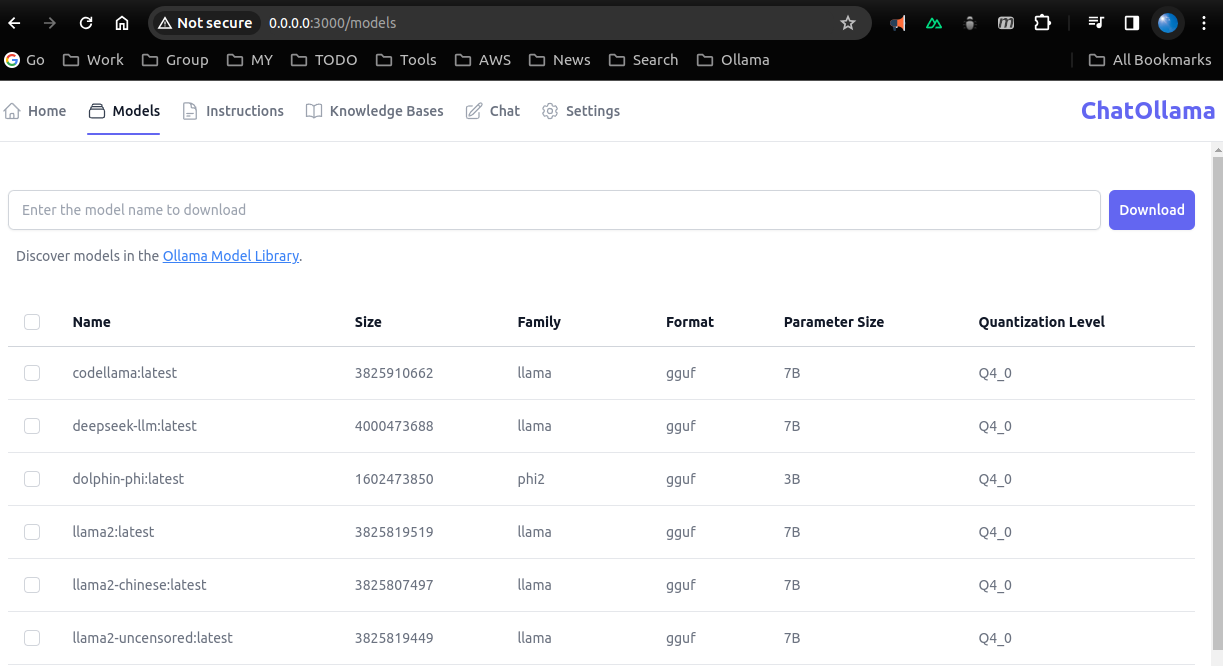 Not secure 0.0.0.0:3000/models
Go Work Group MY TODO Tools AWS News Search Ollama All Bookmarks
Home Models Instructions Knowledge Bases Chat Settings ChatOllama
Enter the model name to download Download
Discover models in the Ollama Model Library.
Name Size Family Format Parameter Size Quantization Level
codellama:latest 3825910662 llama gguf 7B Q4_0
deepseek-llm:latest 4000473688 llama gguf 7B Q4_0
dolphin-phi:latest 1602473850 phi2 gguf 3B Q4_0
llama2:latest 3825819519 llama gguf 7B Q4_0
llama2-chinese:latest 3825807497 llama gguf 7B Q4_0
llama2-uncensored:latest 3825819449 llama gguf 7B Q4_0